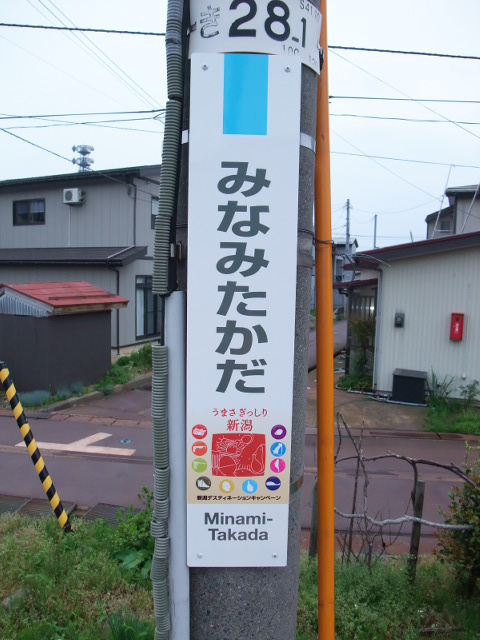 28-1
みなみたかだ
うまさぎっしり
新潟
新潟デスティネーションキャンペーン
Minami-
Takada